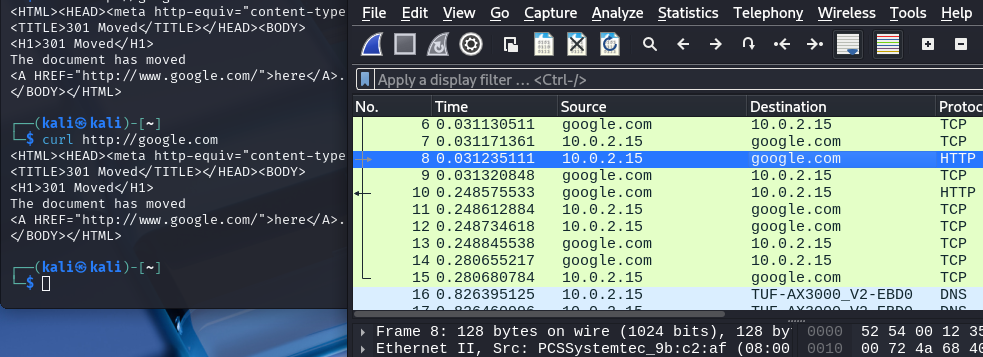 <HTML><HEAD><meta http-equiv="content-type
<TITLE>301 Moved</TITLE></HEAD><BODY>
<H1>301 Moved</H1>
The document has moved
<A HREF="http://www.google.com/">here</A>.
</BODY></HTML>
┌──(kali㉿kali)-[~]
└─$ curl http://google.com
<HTML><HEAD><meta http-equiv="content-type
<TITLE>301 Moved</TITLE></HEAD><BODY>
<H1>301 Moved</H1>
The document has moved
<A HREF="http://www.google.com/">here</A>.
</BODY></HTML>
┌──(kali㉿kali)-[~]
└─$
File Edit View Go Capture Analyze Statistics Telephony Wireless Tools Help
Apply a display filter ... <Ctrl-/>
No. Time Source Destination Protoc
6 0.031130511 google.com 10.0.2.15 TCP
7 0.031171361 google.com 10.0.2.15 TCP
8 0.031235111 10.0.2.15 google.com HTTP
9 0.031320848 google.com 10.0.2.15 TCP
10 0.248575533 google.com 10.0.2.15 HTTP
11 0.248612884 10.0.2.15 google.com TCP
12 0.248734618 10.0.2.15 google.com TCP
13 0.248845538 google.com 10.0.2.15 TCP
14 0.280655217 google.com 10.0.2.15 TCP
15 0.280680784 10.0.2.15 google.com TCP
16 0.826395125 10.0.2.15 TUF-AX3000_V2-EBD0 DNS
Frame 8: 128 bytes on wire (1024 bits), 128 by
Ethernet II, Src: PCSSystemtec_9b:c2:af (08:00
0000 52 54 00 12 35
0010 00 72 4a 68 40